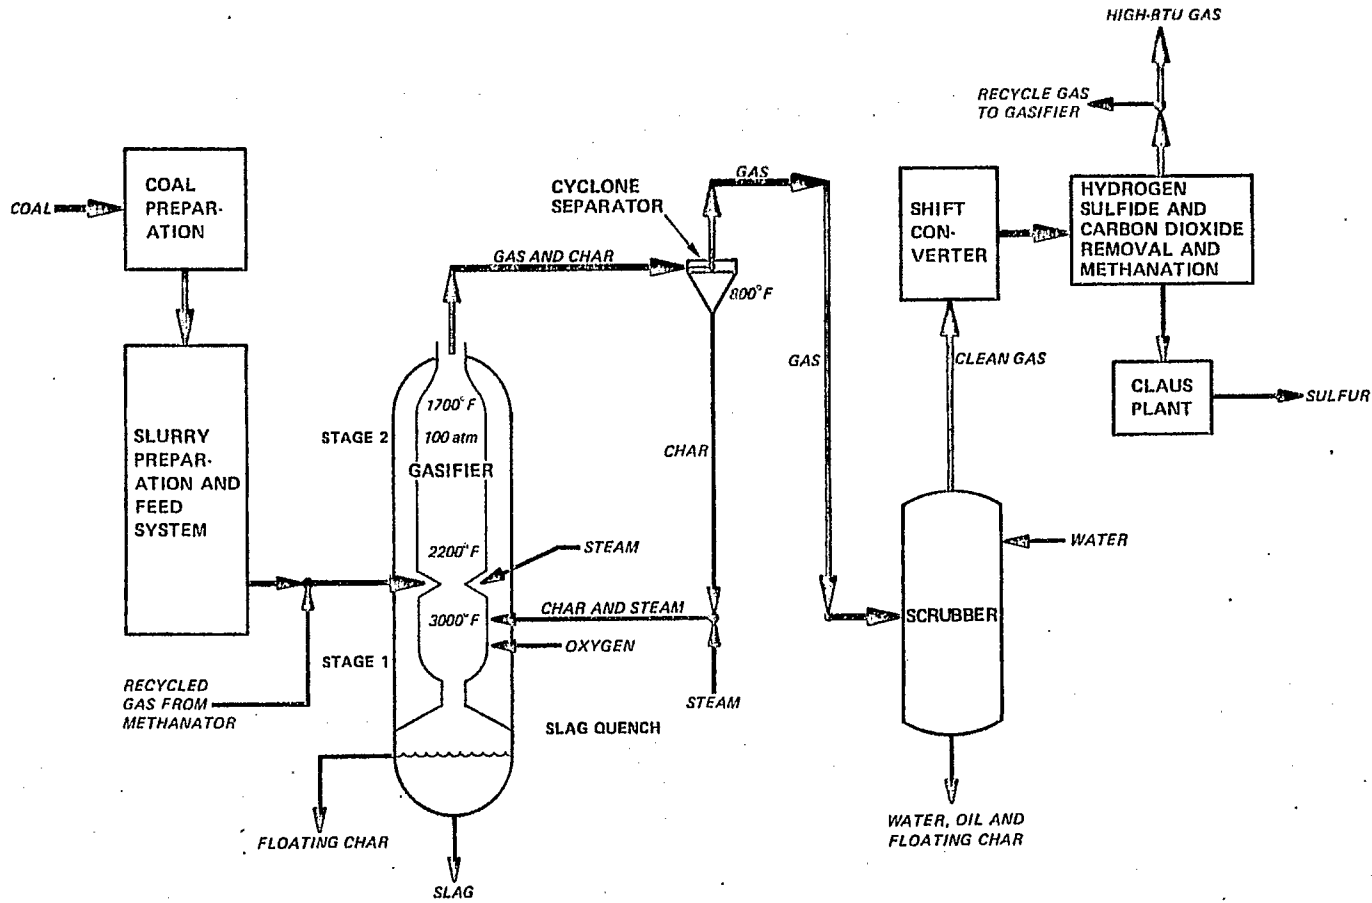 HIGH-BTU GAS
RECYCLE GAS
TO GASIFIER
COAL
COAL
PREPAR-
ATION
CYCLONE
SEPARATOR
GAS
GAS AND CHAR
800°F
SHIFT
CON-
VERTER
HYDROGEN
SULFIDE AND
CARBON DIOXIDE
REMOVAL AND
METHANATION
SLURRY
PREPAR-
ATION AND
FEED
SYSTEM
STAGE 2
1700°F
100 atm
GASIFIER
2200°F
STEAM
CHAR
GAS
CLEAN GAS
CLAUS
PLANT
SULFUR
WATER
SCRUBBER
3000°F
CHAR AND STEAM
OXYGEN
STAGE 1
STEAM
RECYCLED
GAS FROM
METHANATOR
SLAG QUENCH
FLOATING CHAR
SLAG
WATER, OIL AND
FLOATING CHAR